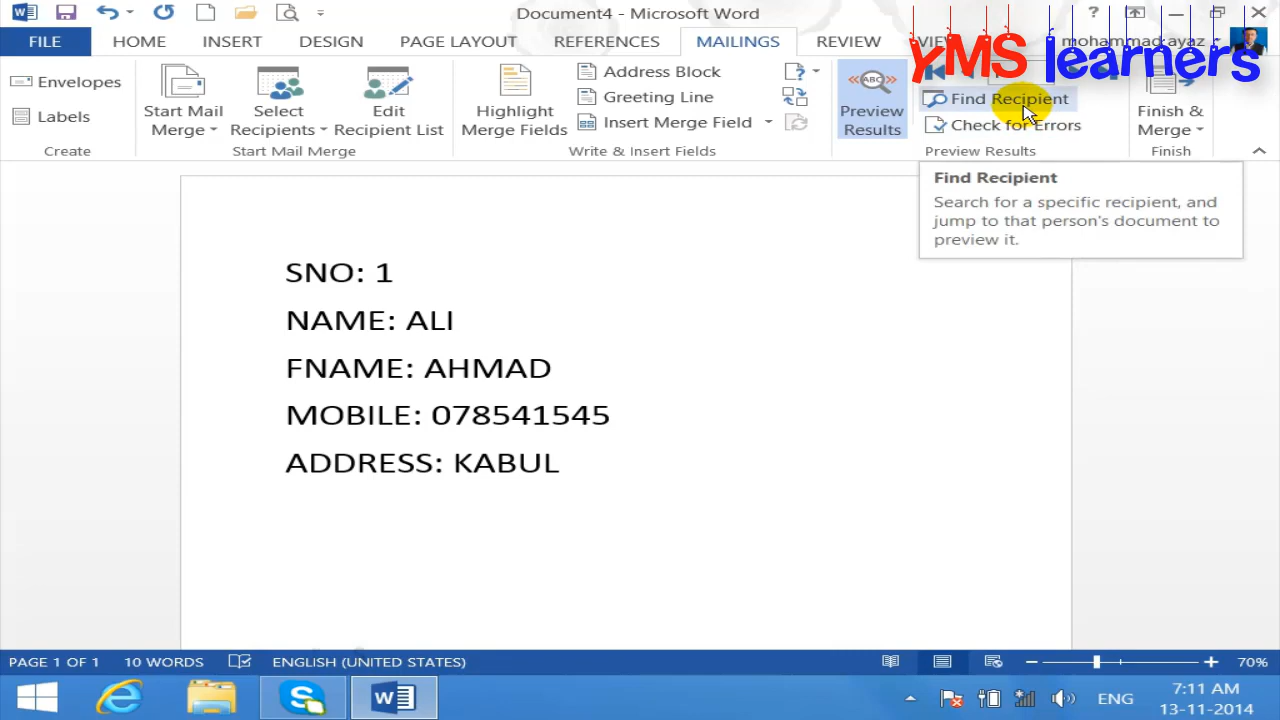 Document4 - Microsoft Word
?
FILE
HOME
INSERT
DESIGN
PAGE LAYOUT
REFERENCES
MAILINGS
REVIEW
mohammad ayaz
YMS learners
Envelopes
Labels
Create
Start Mail
Merge
Select
Recipients
Edit
Recipient List
Start Mail Merge
Highlight
Merge Fields
Address Block
Greeting Line
Insert Merge Field
Write & Insert Fields
ABC
Preview
Results
Find Recipient
Check for Errors
Preview Results
Finish &
Merge
Finish
Find Recipient
Search for a specific recipient, and
jump to that person's document to
preview it.
SNO: 1
NAME: ALI
FNAME: AHMAD
MOBILE: 078541545
ADDRESS: KABUL
PAGE 1 OF 1
10 WORDS
ENGLISH (UNITED STATES)
70%
ENG
7:11 AM
13-11-2014